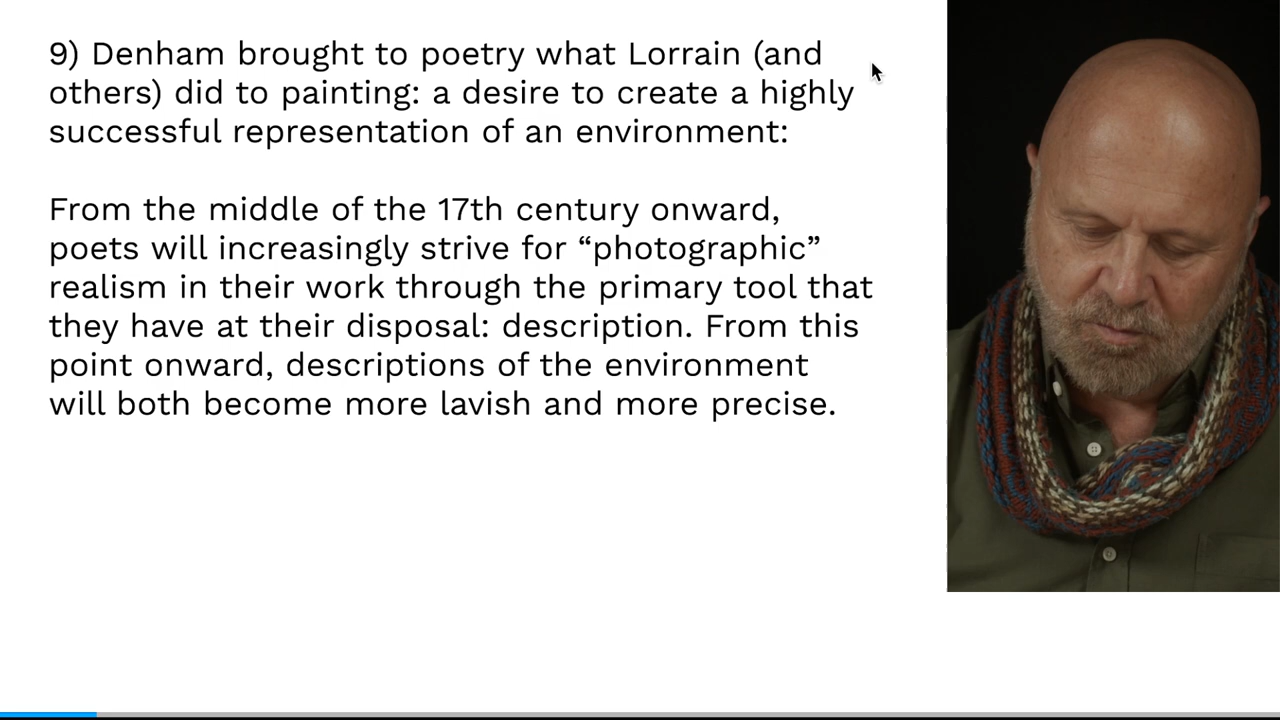 9) Denham brought to poetry what Lorrain (and
others) did to painting: a desire to create a highly
successful representation of an environment:
From the middle of the 17th century onward,
poets will increasingly strive for “photographic”
realism in their work through the primary tool that
they have at their disposal: description. From this
point onward, descriptions of the environment
will both become more lavish and more precise.